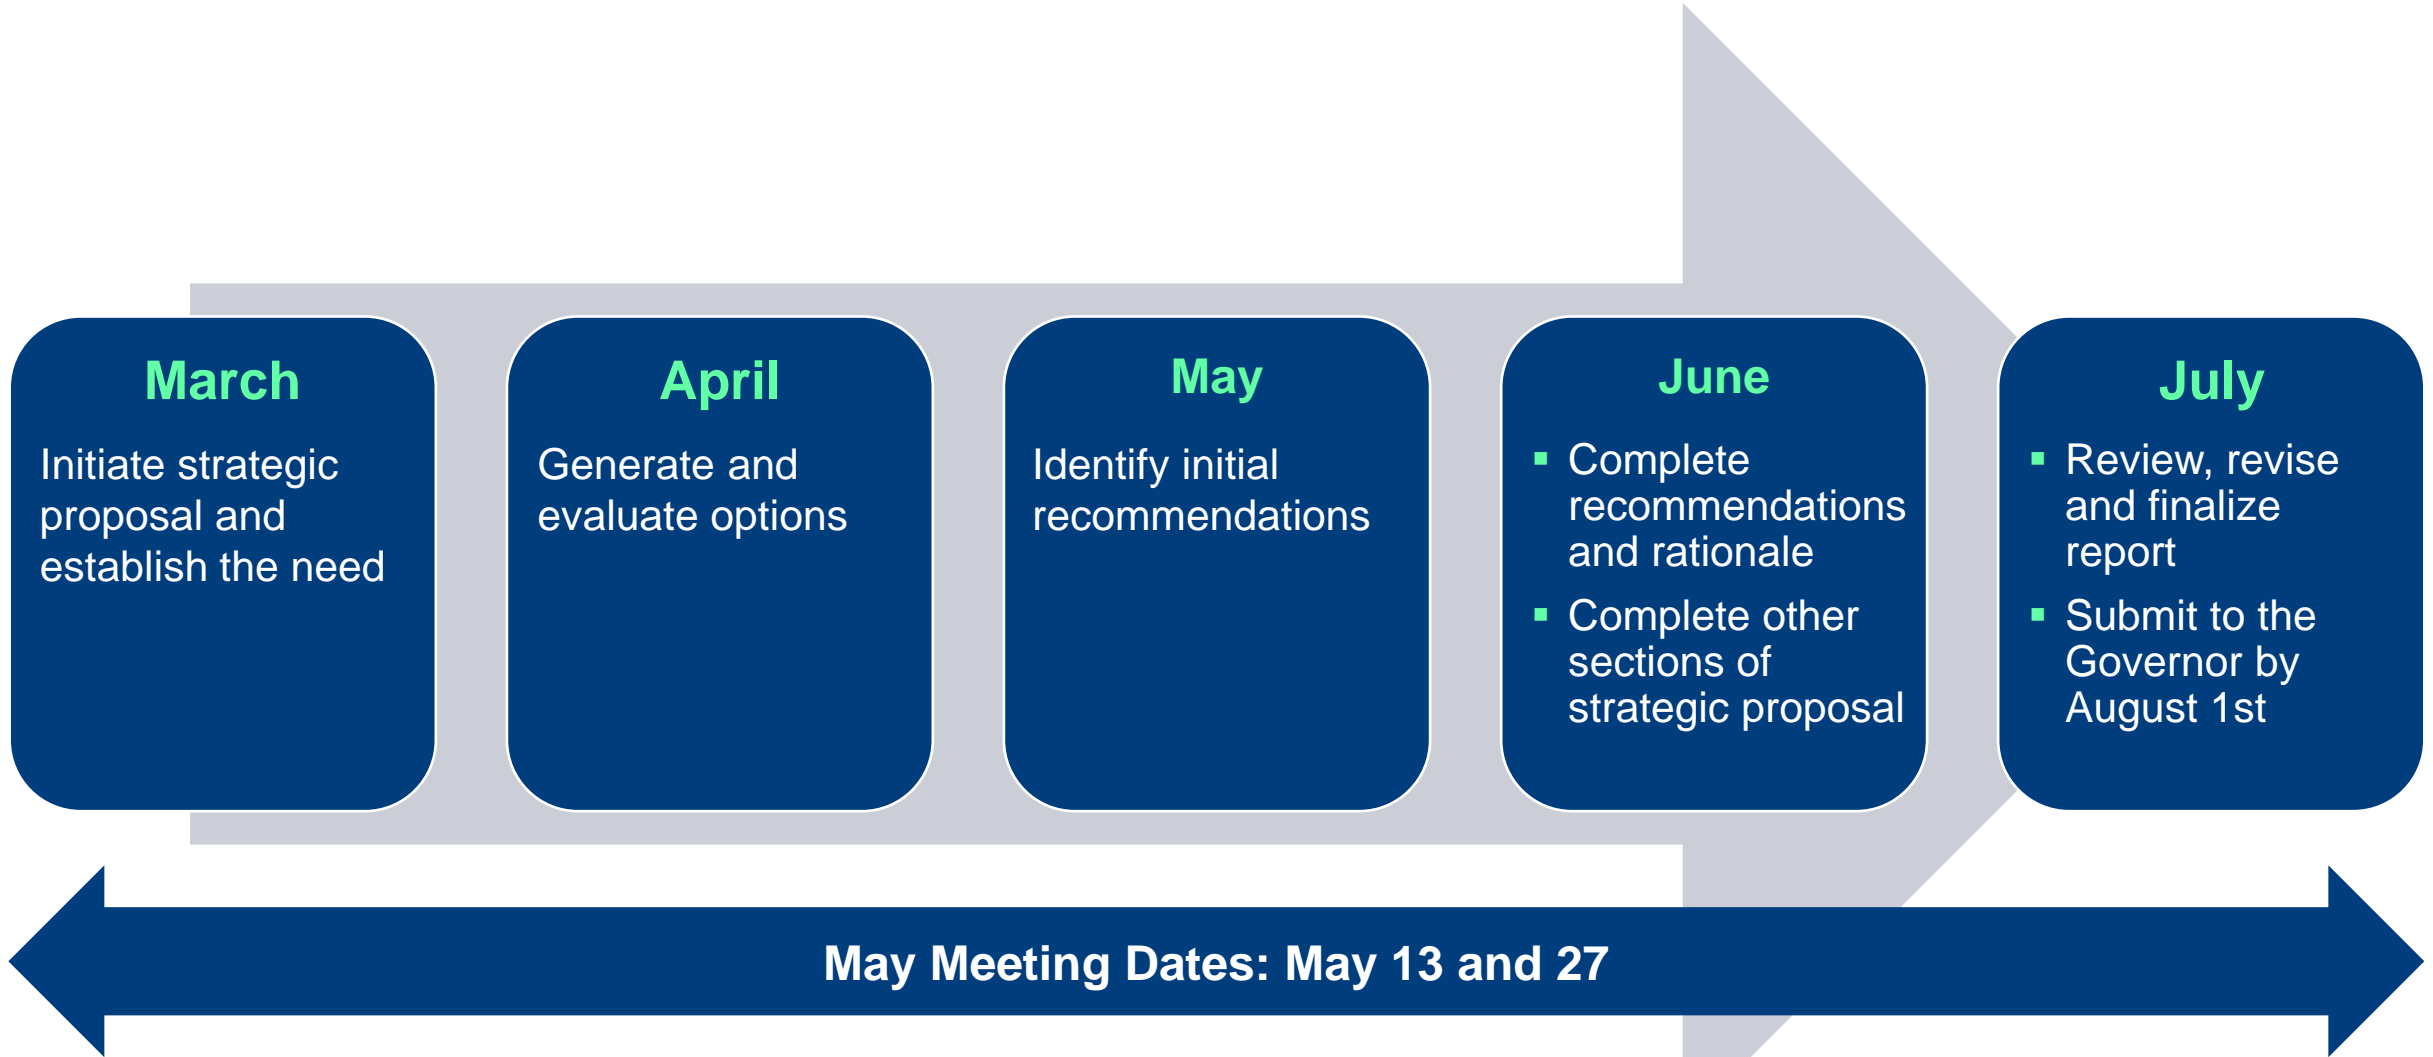 March
Initiate strategic
proposal and
establish the need
April
Generate and
evaluate options
May
Identify initial
recommendations
June
▪ Complete
recommendations
and rationale
▪ Complete other
sections of
strategic proposal
July
▪ Review, revise
and finalize
report
▪ Submit to the
Governor by
August 1st
May Meeting Dates: May 13 and 27